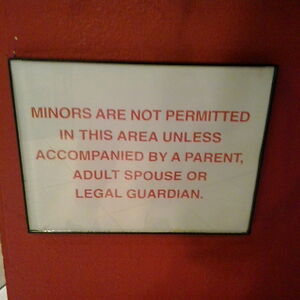 MINORS ARE NOT PERMITTED
IN THIS AREA UNLESS
ACCOMPANIED BY A PARENT,
ADULT SPOUSE OR
LEGAL GUARDIAN.